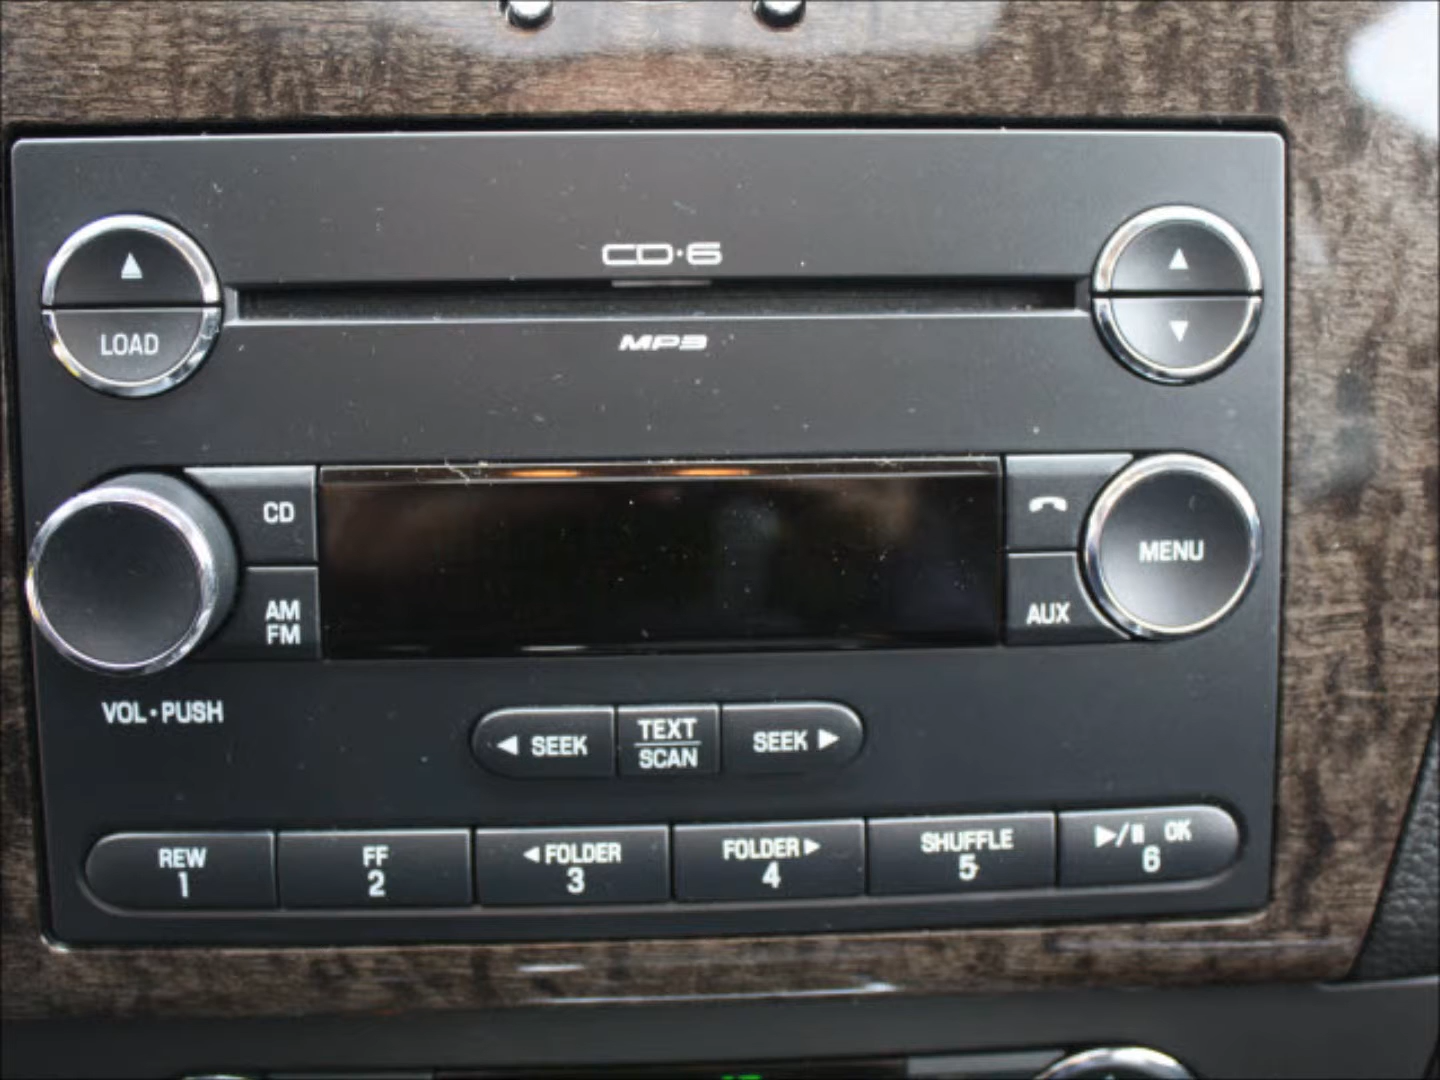 CD·6
LOAD
MP3
CD
AM
FM
MENU
AUX
VOL·PUSH
◀ SEEK
TEXT
SCAN
SEEK ▶
REW
1
FF
2
◀FOLDER
3
FOLDER▶
4
SHUFFLE
5
▶/II OK
6